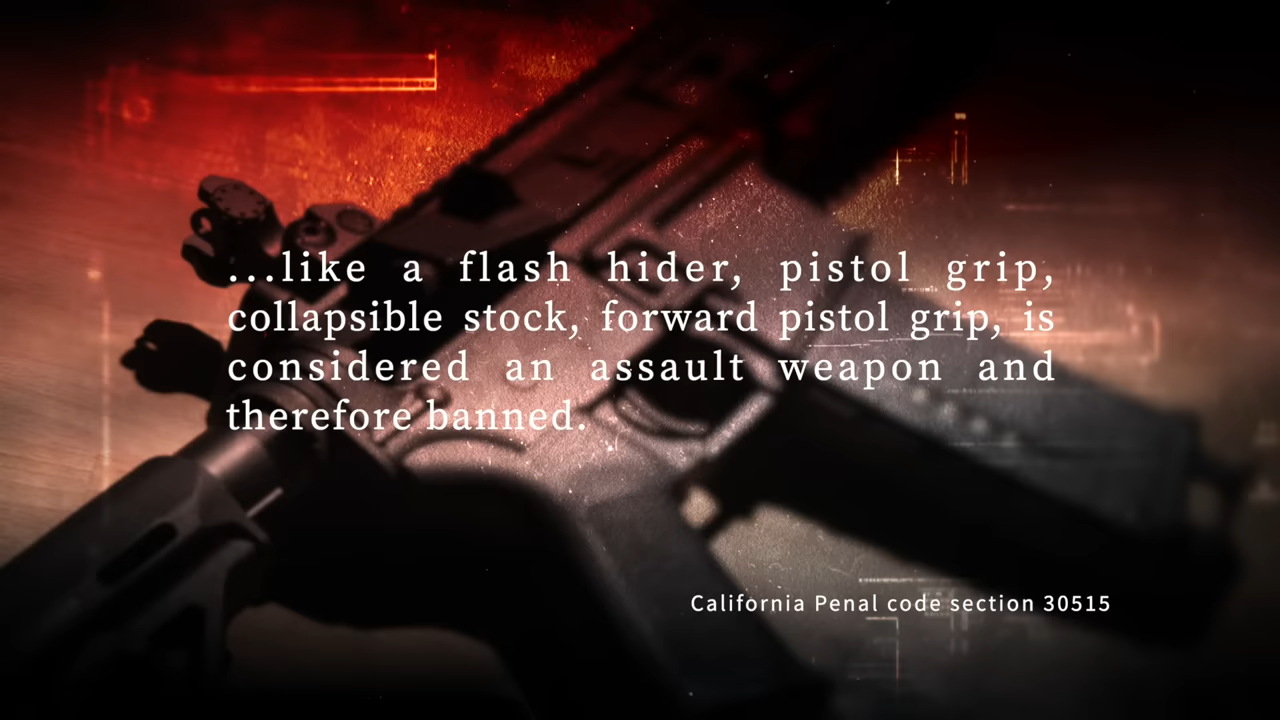 ...like a flash hider, pistol grip,
collapsible stock, forward pistol grip, is
considered an assault weapon and
therefore banned.
California Penal code section 30515